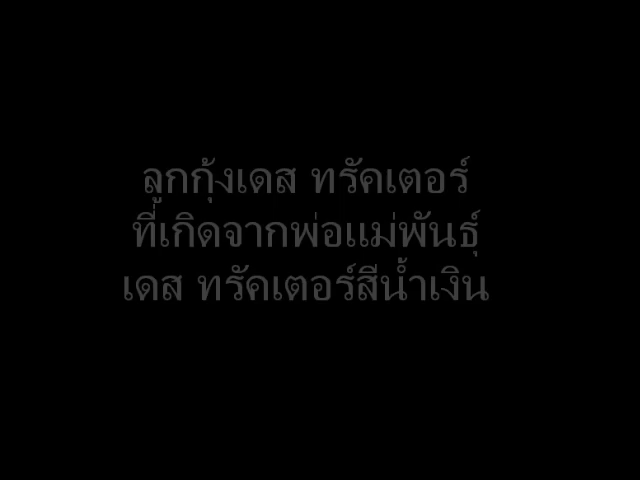 ลูกกุ้งเดส ทรัคเตอร์
ที่เกิดจากพ่อแม่พันธุ์
เดส ทรัคเตอร์สีน้ำเงิน